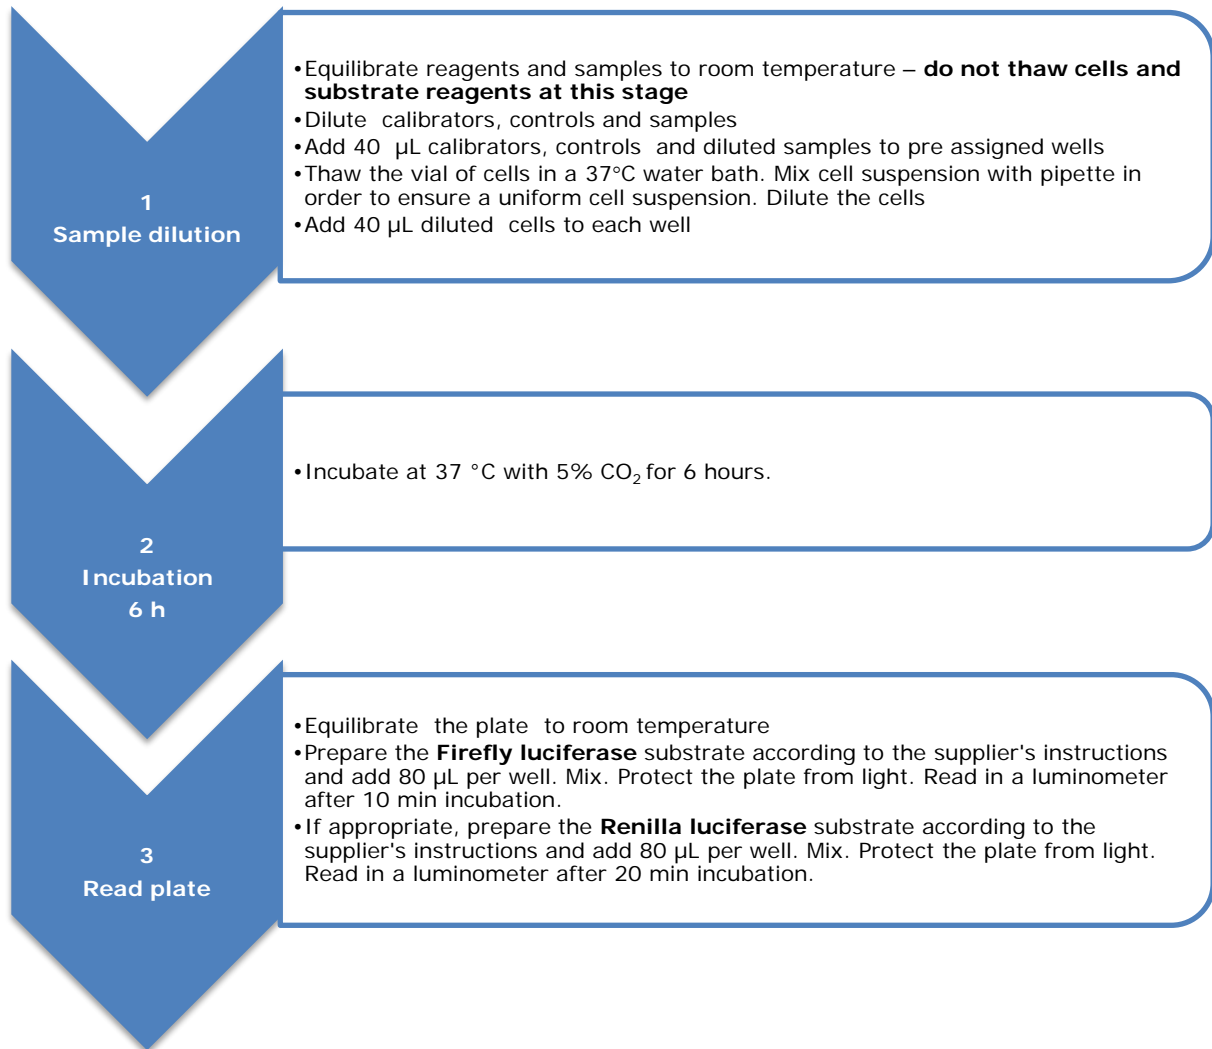 1
Sample dilution
•Equilibrate reagents and samples to room temperature – do not thaw cells and
substrate reagents at this stage
•Dilute calibrators, controls and samples
•Add 40 µL calibrators, controls and diluted samples to pre assigned wells
•Thaw the vial of cells in a 37°C water bath. Mix cell suspension with pipette in
order to ensure a uniform cell suspension. Dilute the cells
•Add 40 µL diluted cells to each well
2
Incubation
6 h
•Incubate at 37 °C with 5% CO₂ for 6 hours.
3
Read plate
•Equilibrate the plate to room temperature
•Prepare the Firefly luciferase substrate according to the supplier's instructions
and add 80 µL per well. Mix. Protect the plate from light. Read in a luminometer
after 10 min incubation.
•If appropriate, prepare the Renilla luciferase substrate according to the
supplier's instructions and add 80 µL per well. Mix. Protect the plate from light.
Read in a luminometer after 20 min incubation.